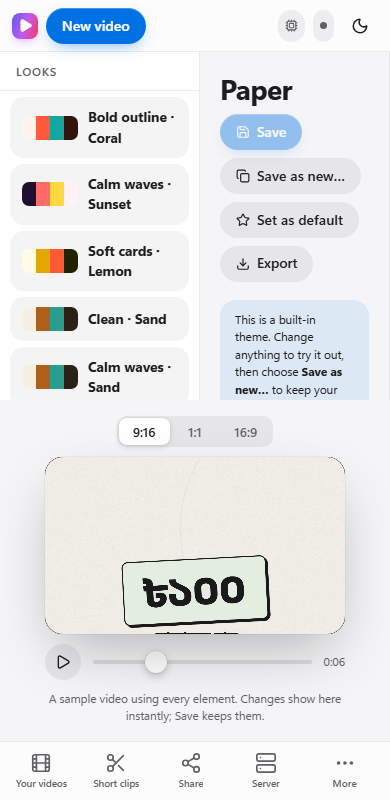 New video
LOOKS
Bold outline ·
Coral
Calm waves ·
Sunset
Soft cards ·
Lemon
Clean · Sand
Calm waves ·
Sand
Paper
Save
Save as new...
Set as default
Export
This is a built-in
theme. Change
anything to try it out,
then choose Save as
new... to keep your
9:16
1:1
16:9
৳১০০
0:06
A sample video using every element. Changes show here
instantly; Save keeps them.
Your videos
Short clips
Share
Server
More